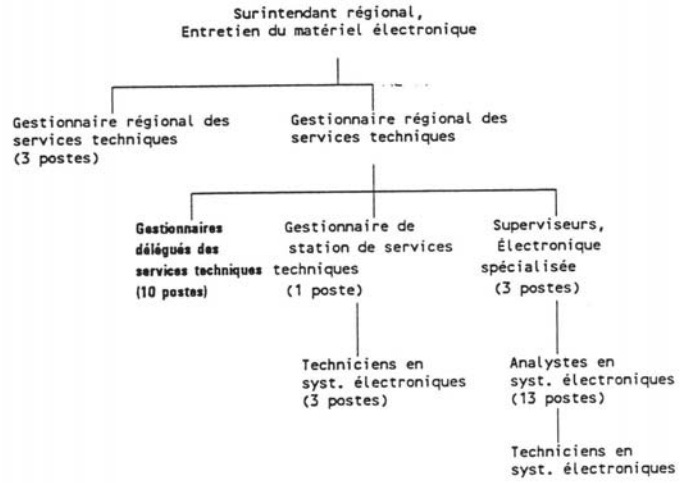 Surintendant régional,
Entretien du matériel électronique
Gestionnaire régional des
services techniques
(3 postes)
Gestionnaire régional des
services techniques
Gestionnaires
délégués des
services techniques
(10 postes)
Gestionnaire de
station de services
techniques
(1 poste)
Superviseurs,
Électronique
spécialisée
(3 postes)
Techniciens en
syst. électroniques
(3 postes)
Analystes en
syst. électroniques
(13 postes)
Techniciens en
syst. électroniques